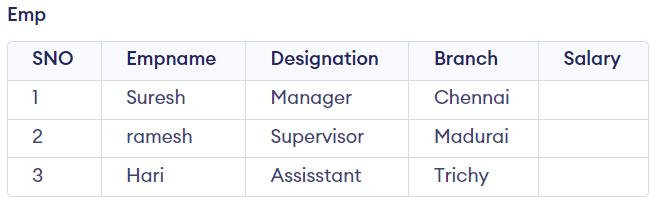 Emp
SNO Empname Designation Branch Salary
1 Suresh Manager Chennai
2 ramesh Supervisor Madurai
3 Hari Assisstant Trichy